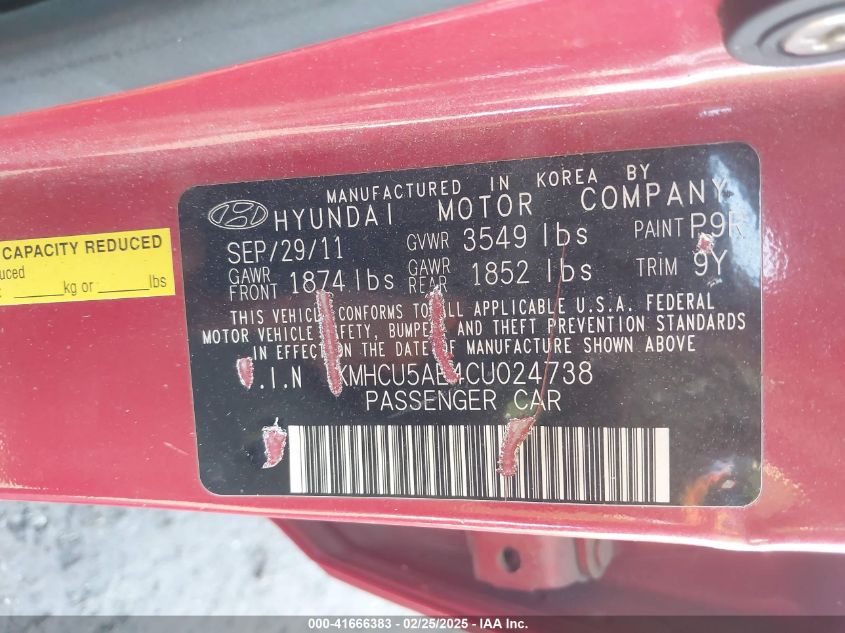 MANUFACTURED IN KOREA BY
HYUNDAI MOTOR COMPANY
SEP/29/11 GVWR 3549 lbs PAINT P9R
GAWR FRONT 1874 lbs GAWR REAR 1852 lbs TRIM 9Y
THIS VEHICLE CONFORMS TO ALL APPLICABLE U.S.A. FEDERAL
MOTOR VEHICLE SAFETY, BUMPER AND THEFT PREVENTION STANDARDS
IN EFFECT ON THE DATE OF MANUFACTURE SHOWN ABOVE
.I.N KMHCU5AE4CU024738
PASSENGER CAR
CAPACITY REDUCED
duced
kg or lbs
000-41666383 - 02/25/2025 - IAAI.com